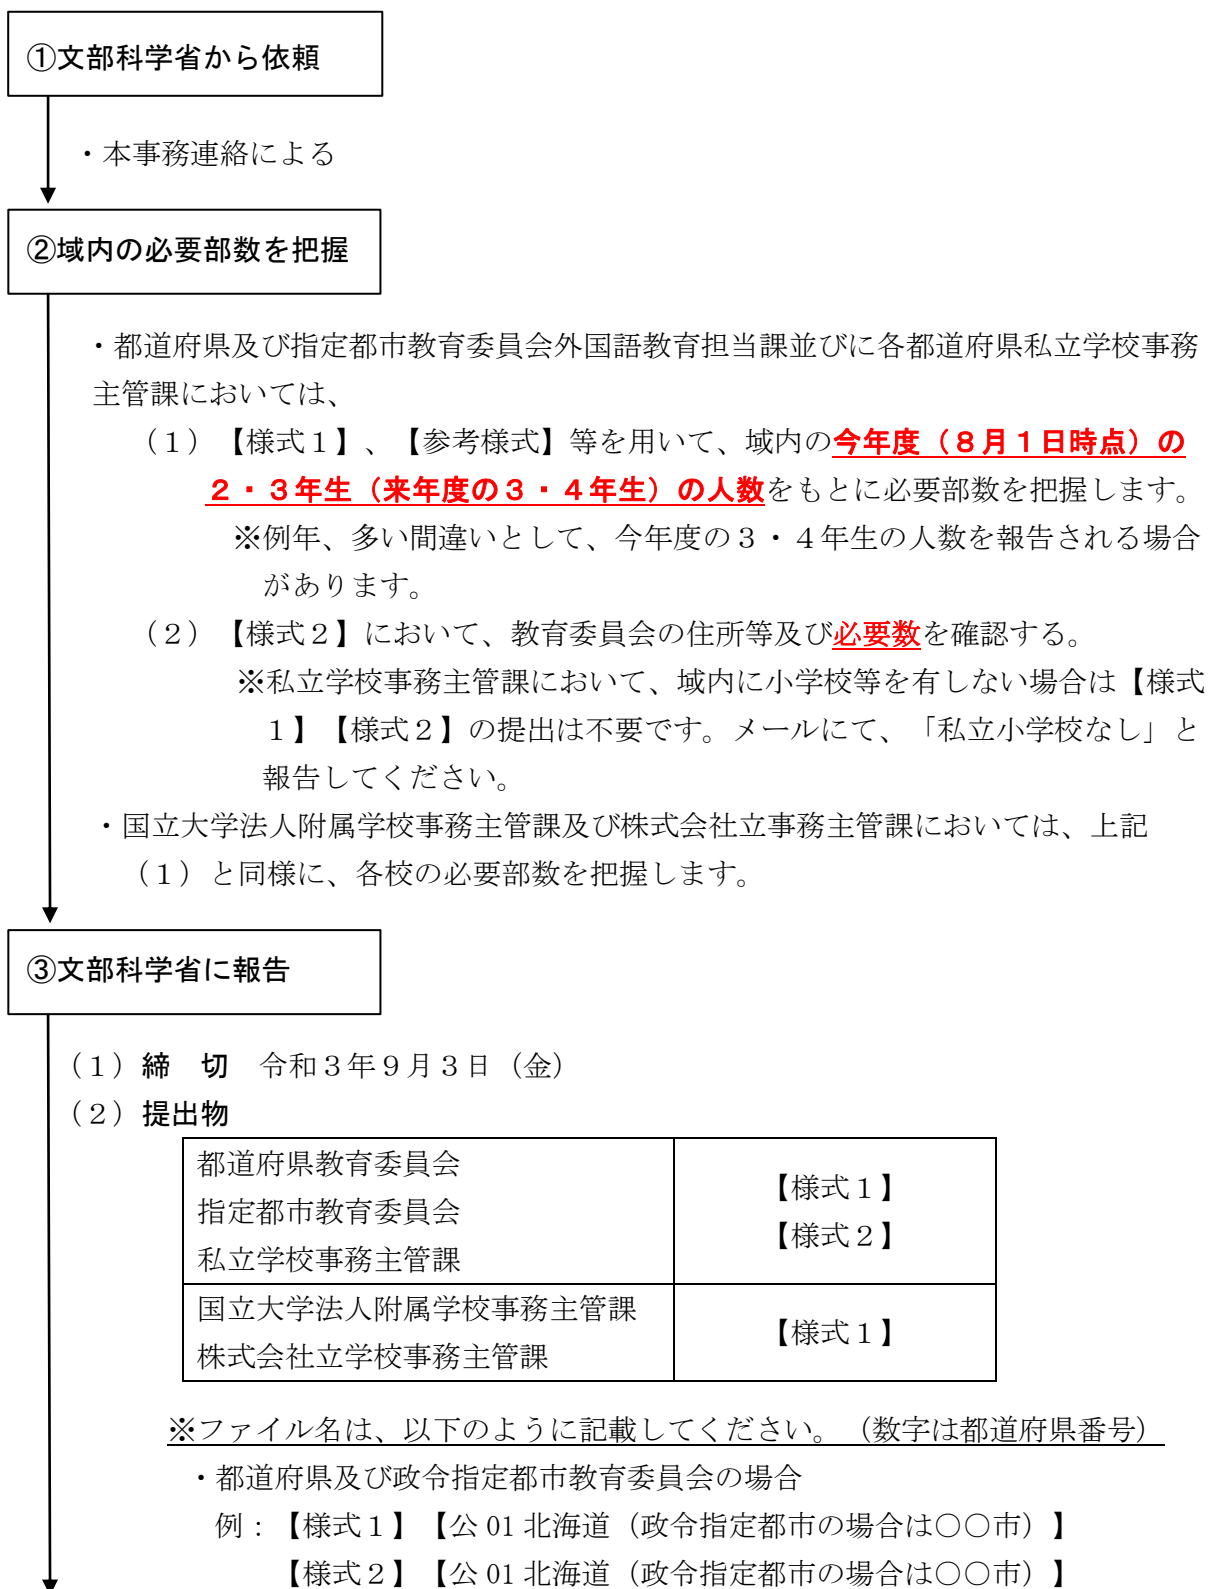 ①文部科学省から依頼
・本事務連絡による
②域内の必要部数を把握
・都道府県及び指定都市教育委員会外国語教育担当課並びに各都道府県私立学校事務
主管課においては、
（１）【様式１】、【参考様式】等を用いて、域内の今年度（８月１日時点）の
２・３年生（来年度の３・４年生）の人数をもとに必要部数を把握します。
※例年、多い間違いとして、今年度の３・４年生の人数を報告される場合
があります。
（２）【様式２】において、教育委員会の住所等及び必要数を確認する。
※私立学校事務主管課において、域内に小学校等を有しない場合は【様式
１】【様式２】の提出は不要です。メールにて、「私立小学校なし」と
報告してください。
・国立大学法人附属学校事務主管課及び株式会社立事務主管課においては、上記
（１）と同様に、各校の必要部数を把握します。
③文部科学省に報告
（１）締　切　令和３年９月３日（金）
（２）提出物
都道府県教育委員会
指定都市教育委員会
私立学校事務主管課
【様式１】
【様式２】
国立大学法人附属学校事務主管課
株式会社立学校事務主管課
【様式１】
※ファイル名は、以下のように記載してください。（数字は都道府県番号）
・都道府県及び政令指定都市教育委員会の場合
例：【様式１】【公 01 北海道（政令指定都市の場合は○○市）】
【様式２】【公 01 北海道（政令指定都市の場合は○○市）】